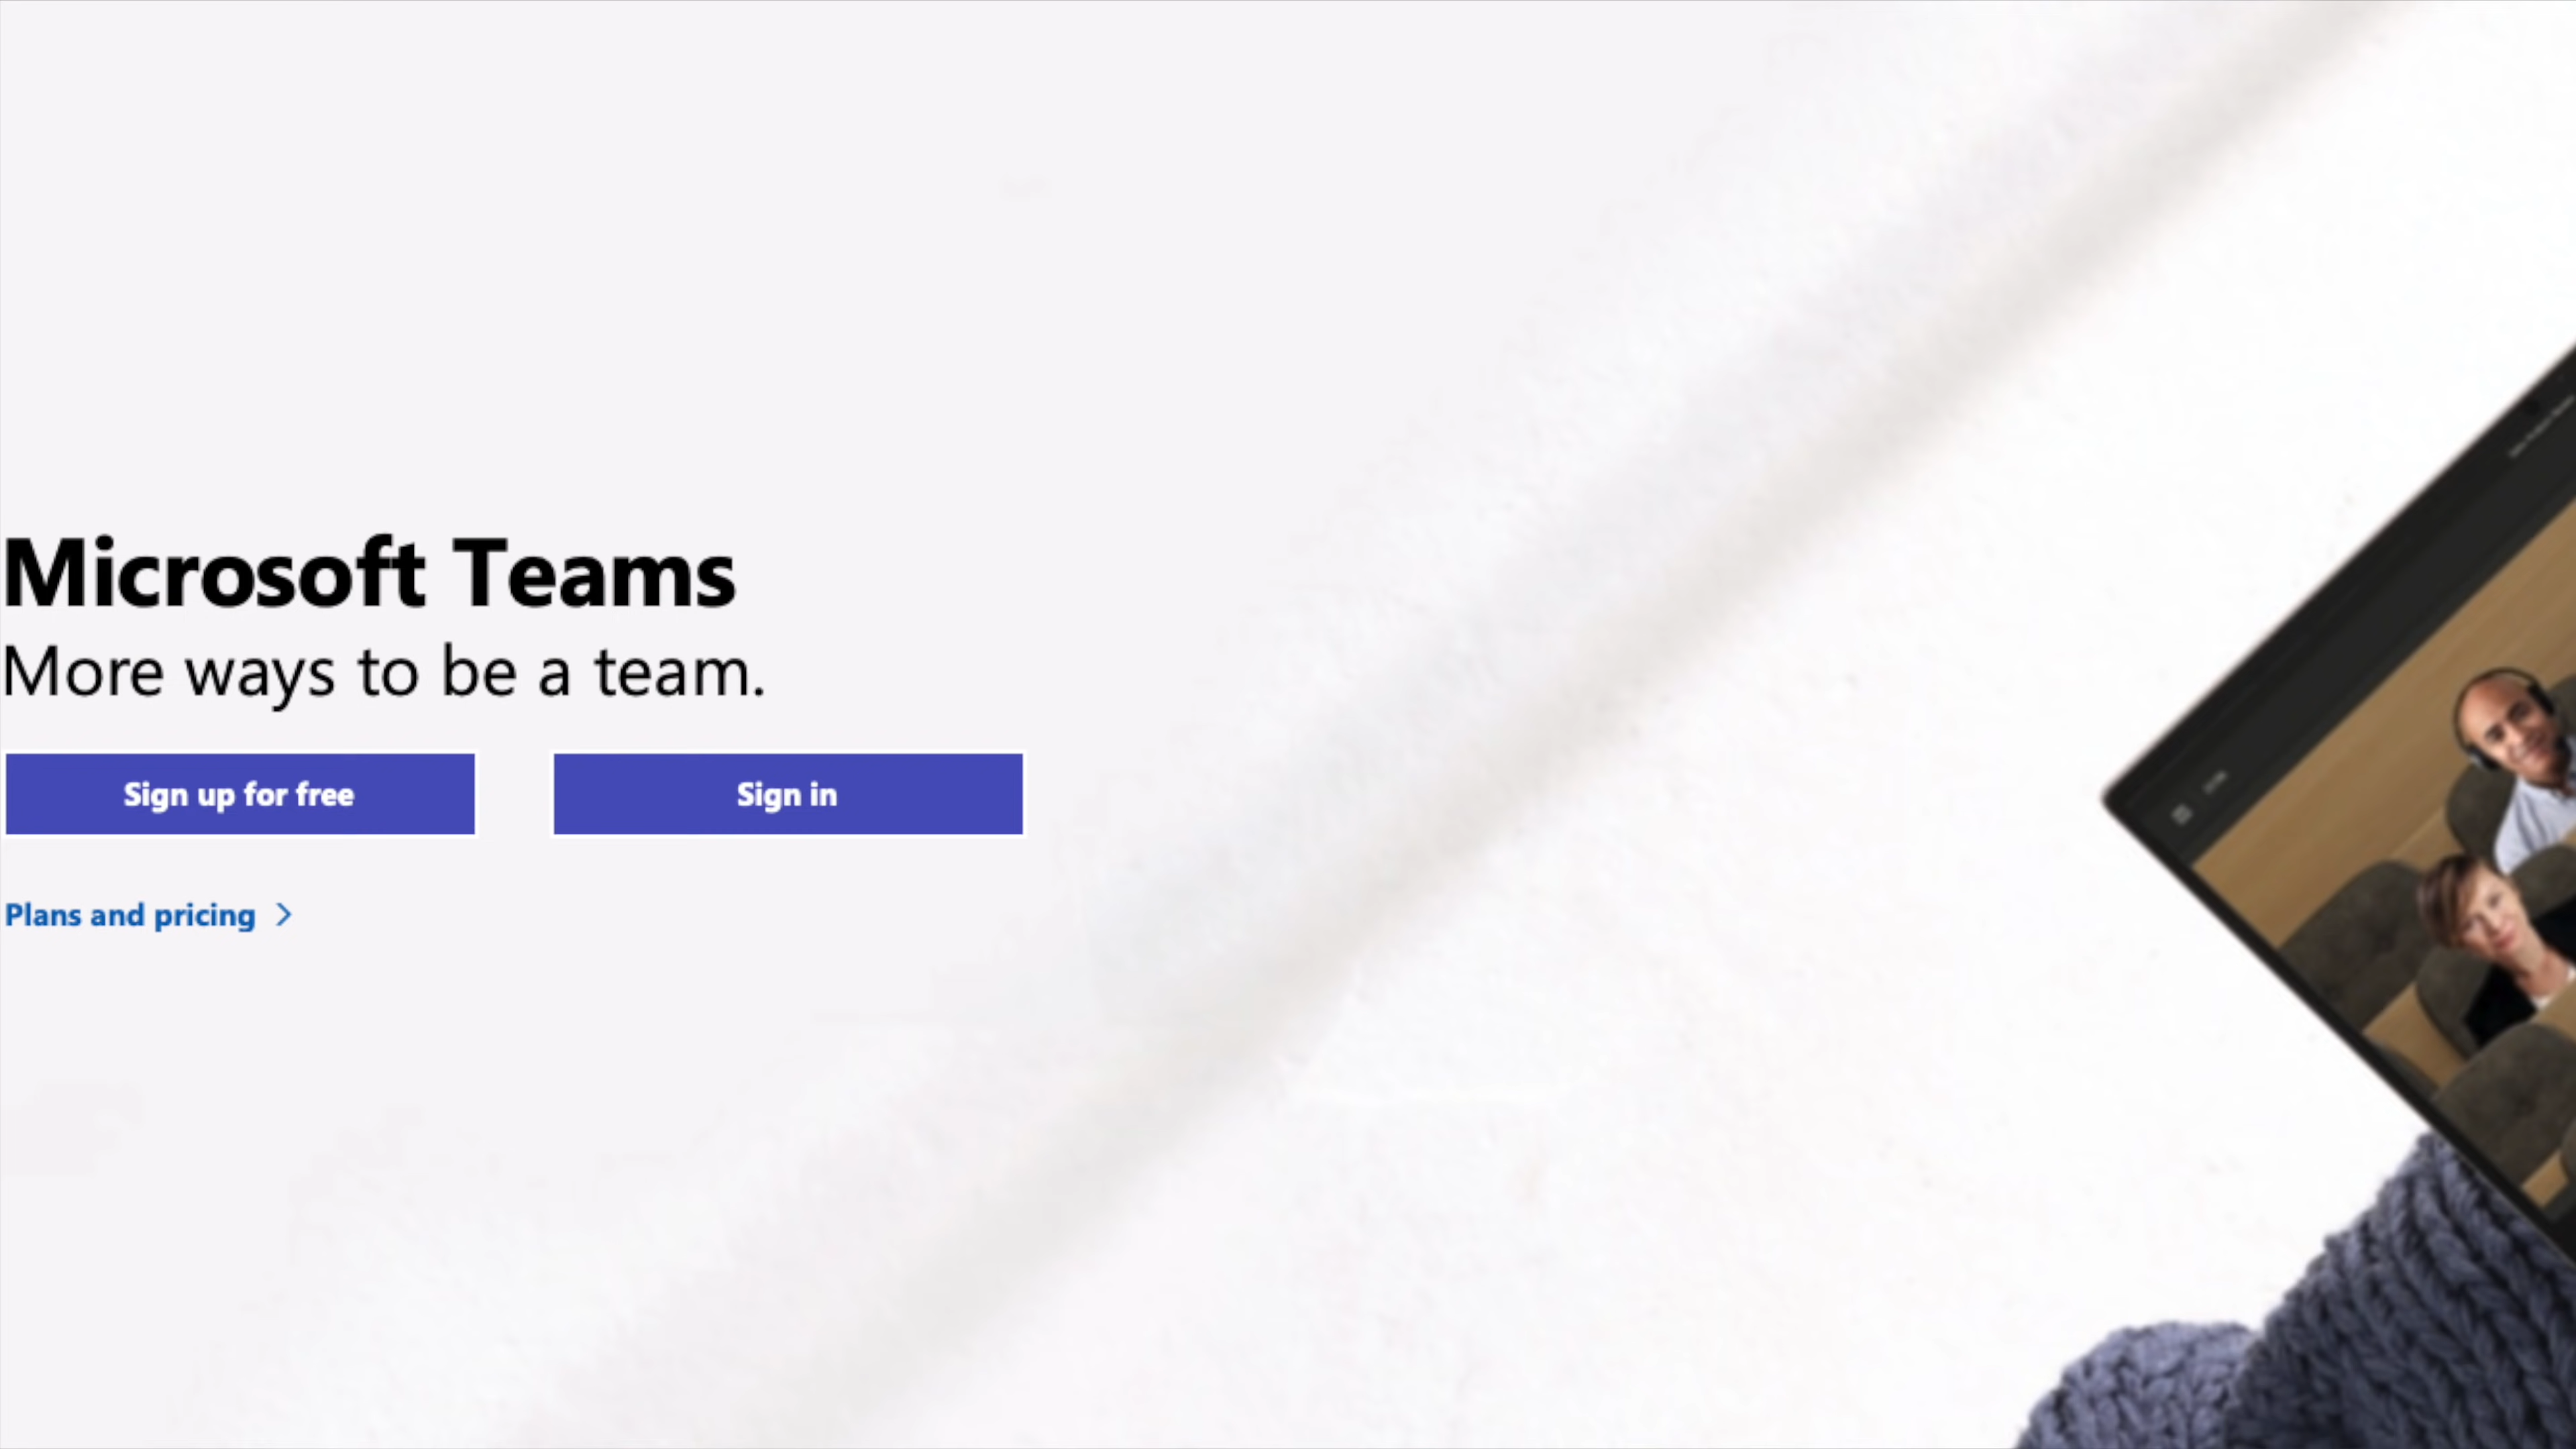 Microsoft Teams
More ways to be a team.
Sign up for free
Sign in
Plans and pricing